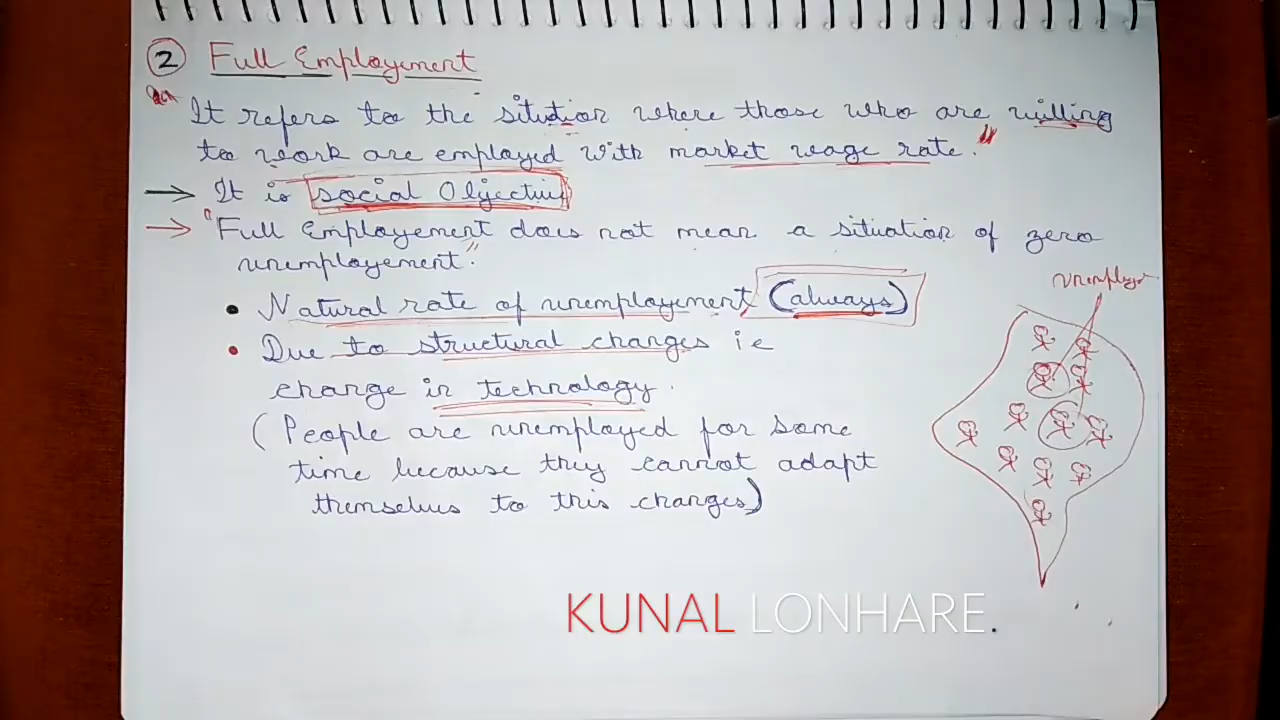 2 Full Employement
"It refers to the sitution where those who are willing
to work are employed with market wage rate."
→ It is social Objective
→ "Full Employement does not mean a situation of zero
unemployement."
• Natural rate of unemployement (always)
unemploye
• Due to structural changes ie
change in technology.
(People are unemployed for some
time because they cannot adapt
themselves to this changes)
KUNAL LONHARE.